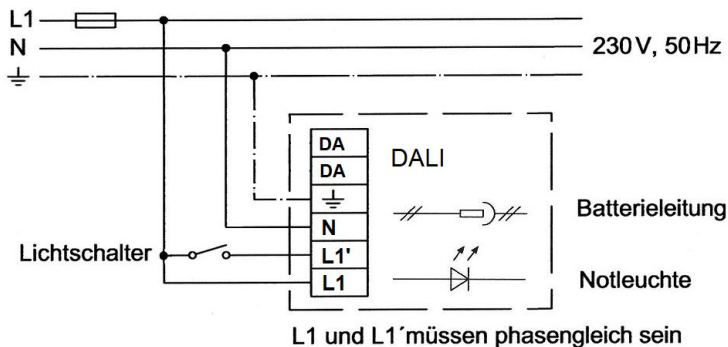 L1
N
230V, 50Hz
DA
DALI
DA
N
Batterieleitung
Lichtschalter
L1'
L1
Notleuchte
L1 und L1´müssen phasengleich sein